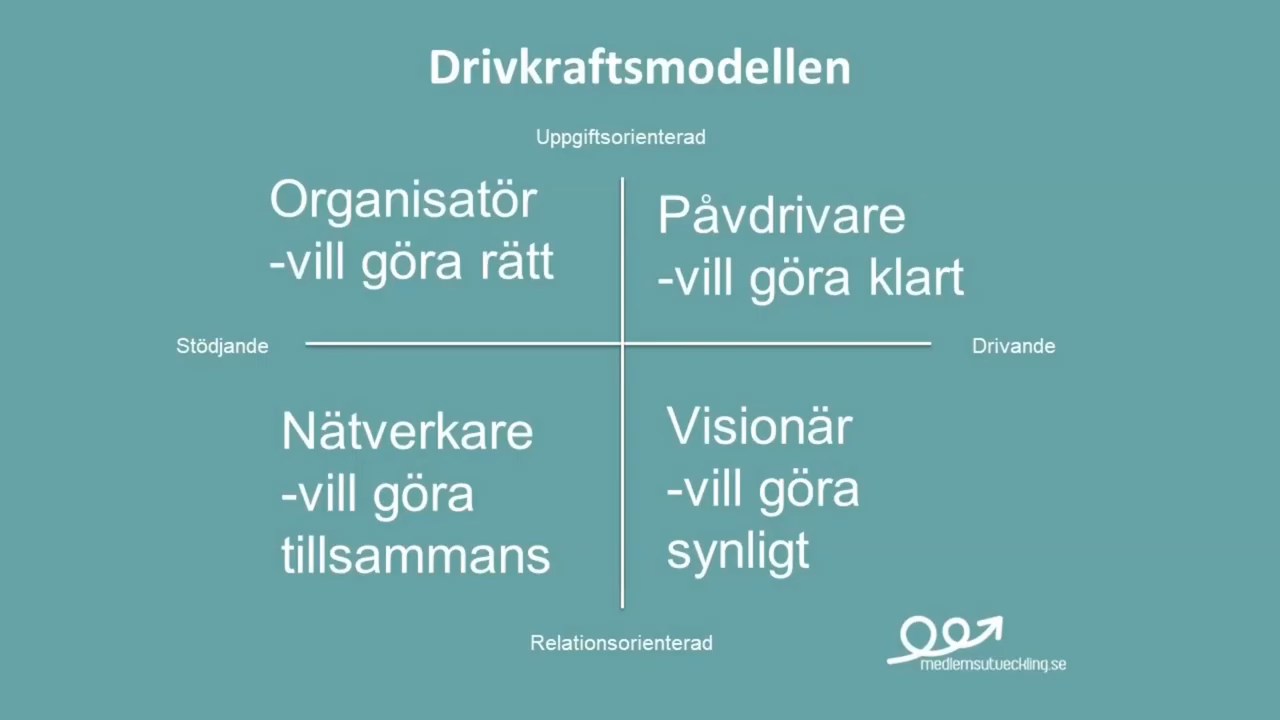 Drivkraftsmodellen
Uppgiftsorienterad
Organisatör
-vill göra rätt
Påvdrivare
-vill göra klart
Stödjande
Drivande
Nätverkare
-vill göra
tillsammans
Visionär
-vill göra
synligt
Relationsorienterad
medlemsutveckling.se